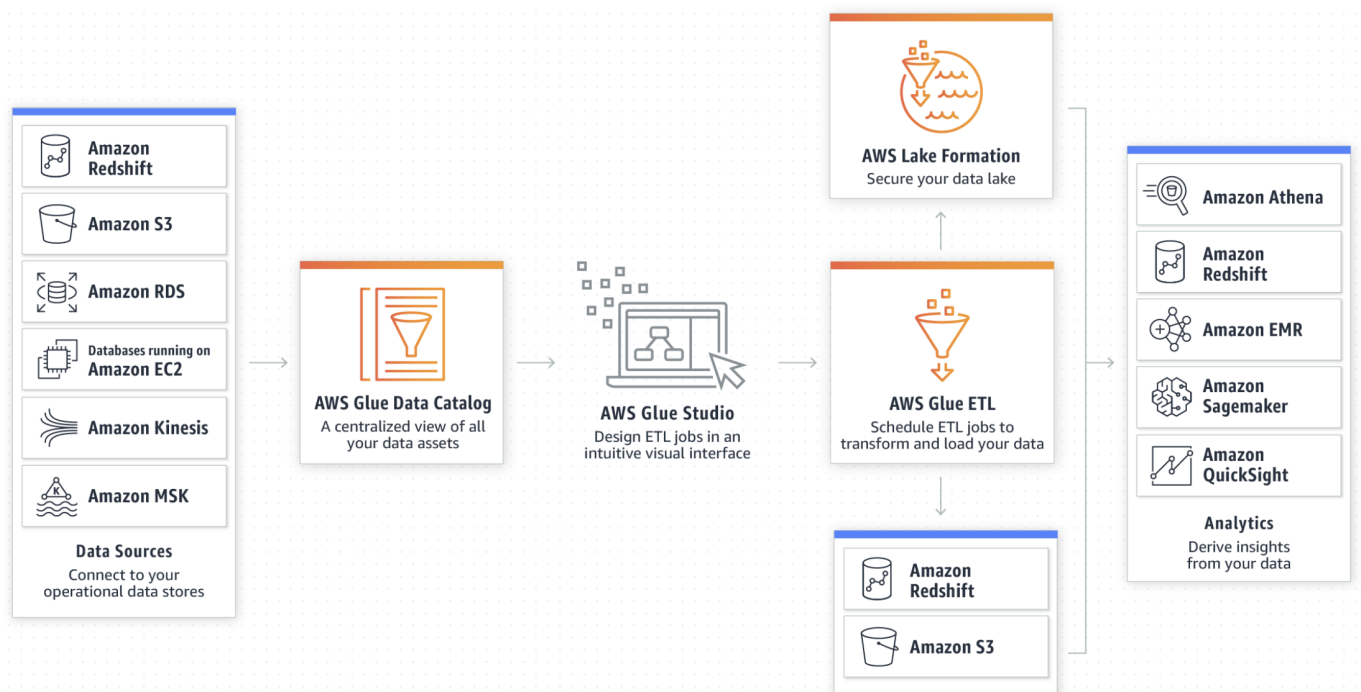 Amazon
Redshift
Amazon S3
Amazon RDS
Databases running on
Amazon EC2
Amazon Kinesis
Amazon MSK
K
Data Sources
Connect to your
operational data stores
AWS Glue Data Catalog
A centralized view of all
your data assets
AWS Glue Studio
Design ETL jobs in an
intuitive visual interface
AWS Lake Formation
Secure your data lake
AWS Glue ETL
Schedule ETL jobs to
transform and load your data
Amazon
Redshift
Amazon S3
Amazon Athena
Amazon
Redshift
Amazon EMR
Amazon
Sagemaker
Amazon
QuickSight
Analytics
Derive insights
from your data